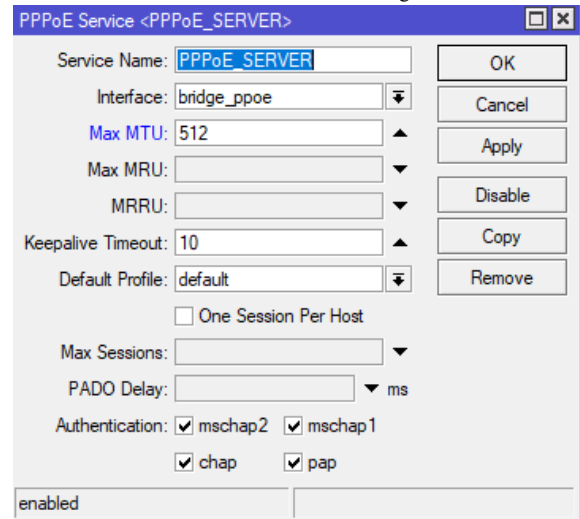 PPPoE Service <PPPoE_SERVER>
Service Name: PPPoE_SERVER
OK
Interface: bridge_ppoe
Cancel
Max MTU: 512
Apply
Max MRU:
MRRU:
Disable
Keepalive Timeout: 10
Copy
Default Profile: default
Remove
One Session Per Host
Max Sessions:
PADO Delay: ms
Authentication: mschap2 mschap1
chap pap
enabled